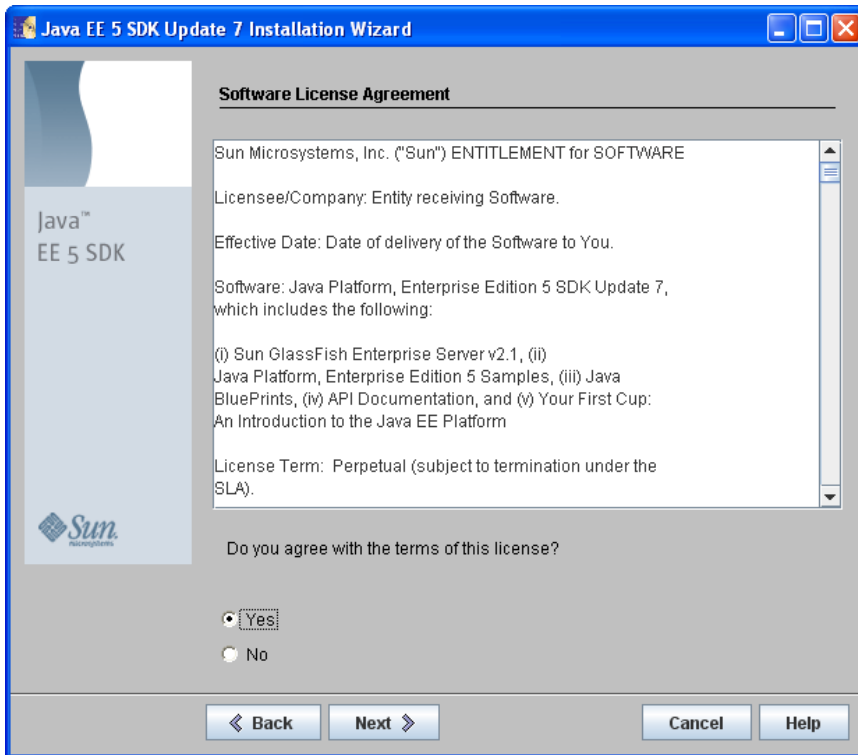 Java EE 5 SDK Update 7 Installation Wizard
Java™
EE 5 SDK
Sun
microsystems
Software License Agreement
Sun Microsystems, Inc. ("Sun") ENTITLEMENT for SOFTWARE
Licensee/Company: Entity receiving Software.
Effective Date: Date of delivery of the Software to You.
Software: Java Platform, Enterprise Edition 5 SDK Update 7,
which includes the following:
(i) Sun GlassFish Enterprise Server v2.1, (ii)
Java Platform, Enterprise Edition 5 Samples, (iii) Java
BluePrints, (iv) API Documentation, and (v) Your First Cup:
An Introduction to the Java EE Platform
License Term:  Perpetual (subject to termination under the
SLA).
Do you agree with the terms of this license?
Yes
No
Back
Next
Cancel
Help